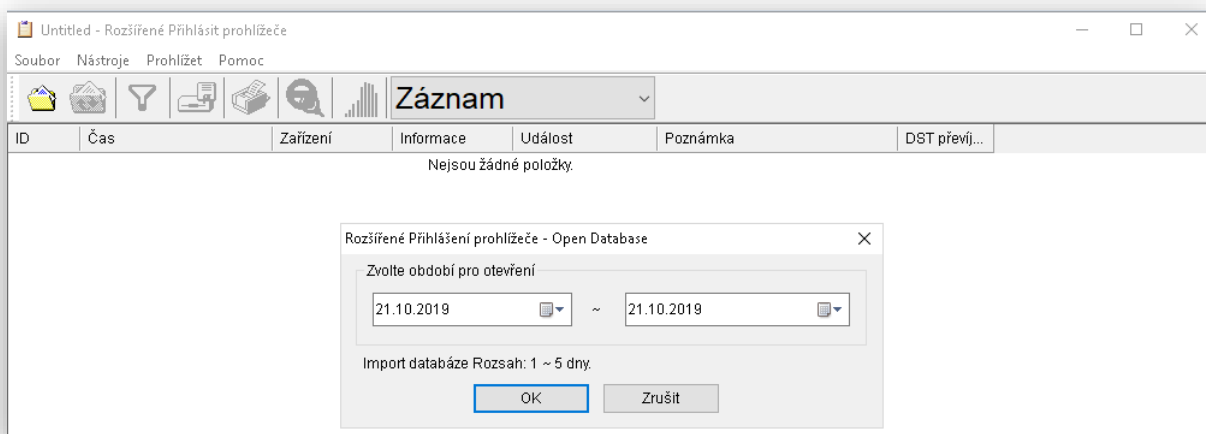 Untitled - Rozšířené Přihlásit prohlížeče
Soubor Nástroje Prohlížet Pomoc
Záznam
ID Čas Zařízení Informace Událost Poznámka DST převíj...
Nejsou žádné položky.
Rozšířené Přihlášení prohlížeče - Open Database
Zvolte období pro otevření
21.10.2019 ~ 21.10.2019
Import databáze Rozsah: 1 ~ 5 dny.
OK Zrušit